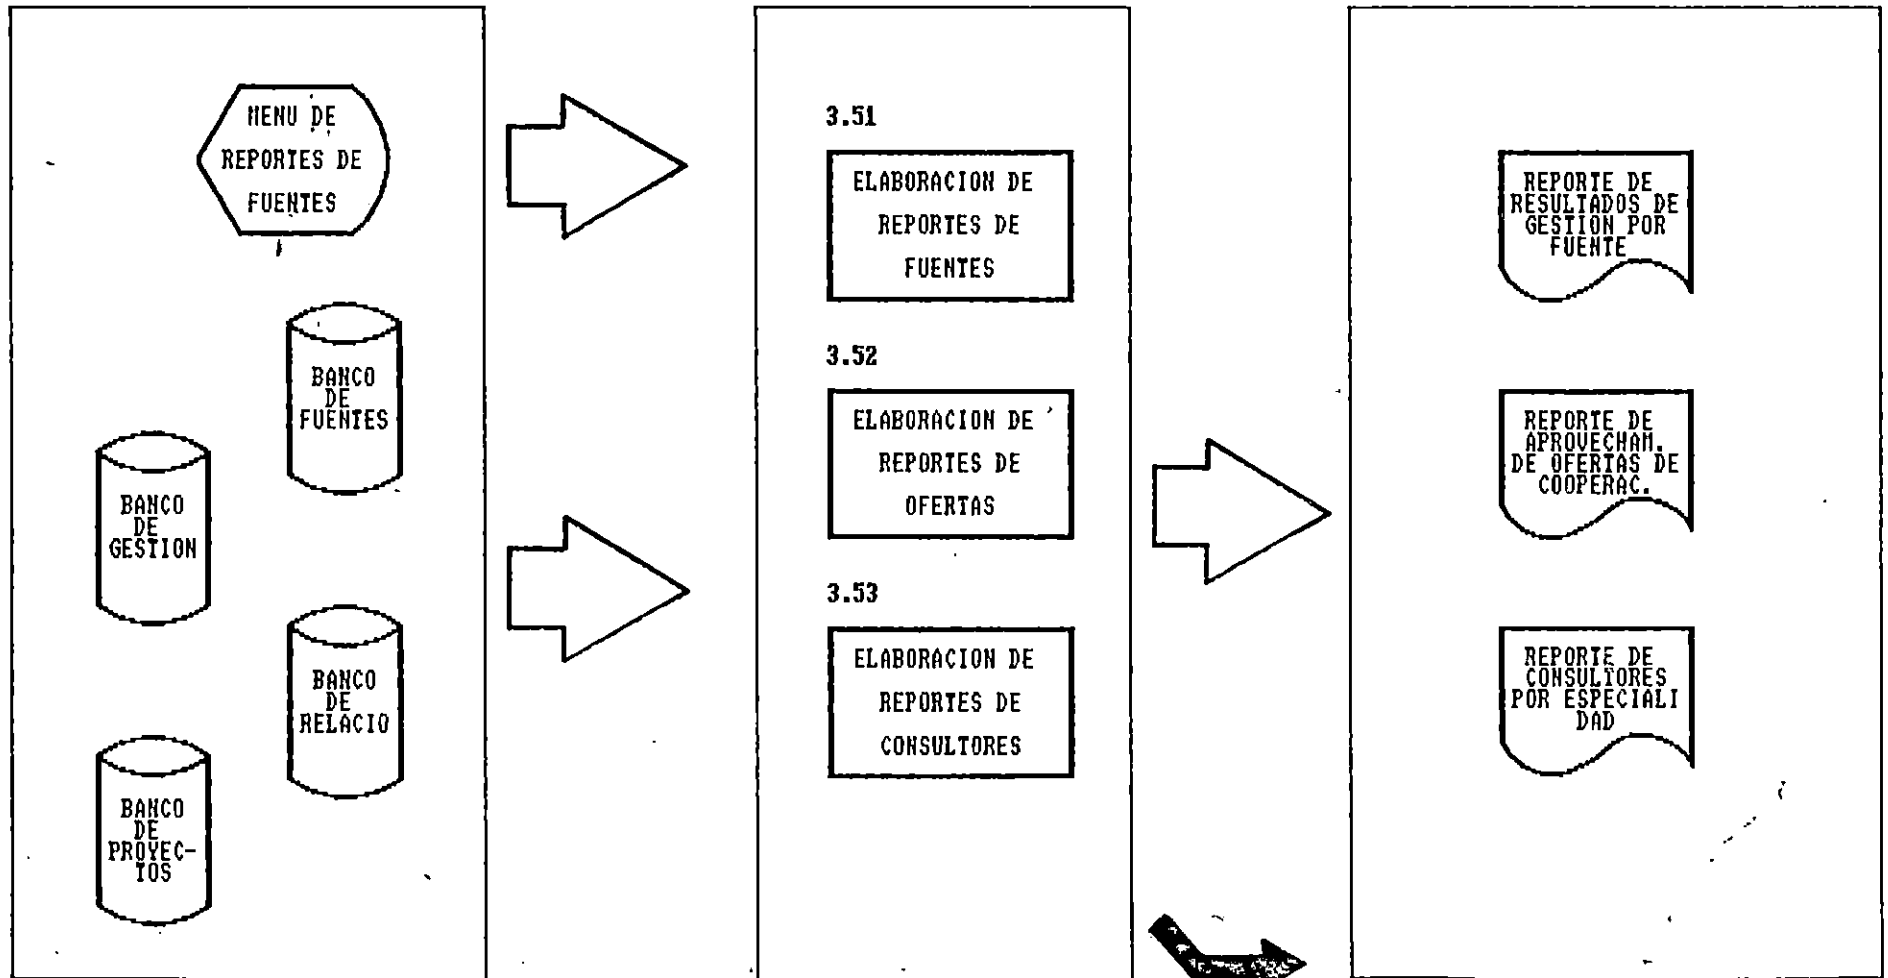 MENU DE
REPORTES DE
FUENTES
BANCO
DE
FUENTES
BANCO
DE
GESTION
BANCO
DE
RELACIO
BANCO
DE
PROYEC-
TOS
3.51
ELABORACION DE
REPORTES DE
FUENTES
3.52
ELABORACION DE
REPORTES DE
OFERTAS
3.53
ELABORACION DE
REPORTES DE
CONSULTORES
REPORTE DE
RESULTADOS DE
GESTION POR
FUENTE
REPORTE DE
APROVECHAM.
DE OFERTAS DE
COOPERAC.
REPORTE DE
CONSULTORES
POR ESPECIALI
DAD